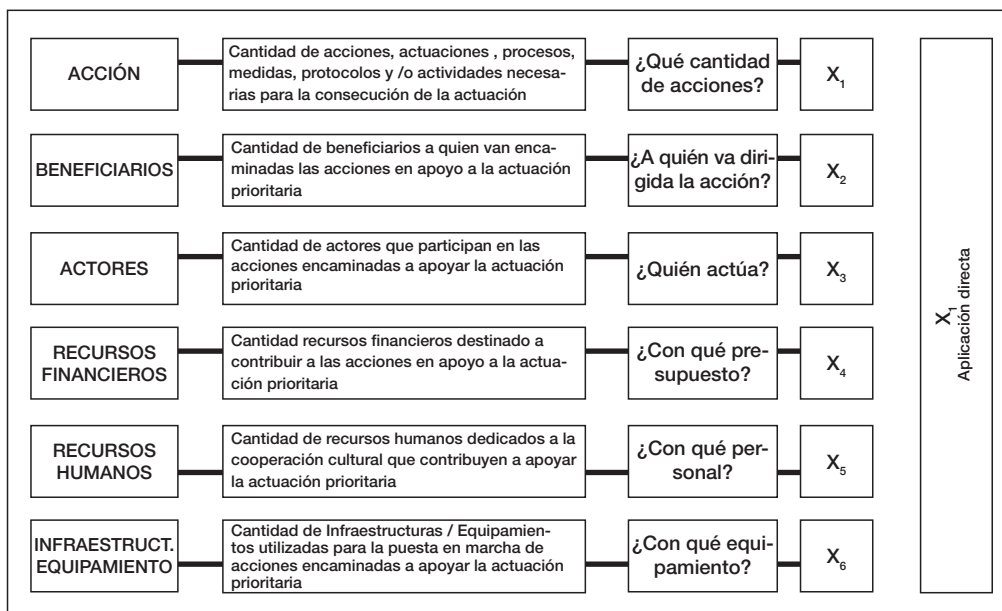 ACCIÓN
Cantidad de acciones, actuaciones , procesos,
medidas, protocolos y /o actividades necesa-
rias para la consecución de la actuación
¿Qué cantidad
de acciones?
X1
BENEFICIARIOS
Cantidad de beneficiarios a quien van enca-
minadas las acciones en apoyo a la actuación
prioritaria
¿A quién va diri-
gida la acción?
X2
ACTORES
Cantidad de actores que participan en las
acciones encaminadas a apoyar la actuación
prioritaria
¿Quién actúa?
X3
RECURSOS
FINANCIEROS
Cantidad recursos financieros destinado a
contribuir a las acciones en apoyo a la actua-
ción prioritaria
¿Con qué pre-
supuesto?
X4
RECURSOS
HUMANOS
Cantidad de recursos humanos dedicados a la
cooperación cultural que contribuyen a apoyar
la actuación prioritaria
¿Con qué per-
sonal?
X5
INFRAESTRUCT.
EQUIPAMIENTO
Cantidad de Infraestructuras / Equipamien-
tos utilizadas para la puesta en marcha de
acciones encaminadas a apoyar la actuación
prioritaria
¿Con qué equi-
pamiento?
X6
X1
Aplicación directa